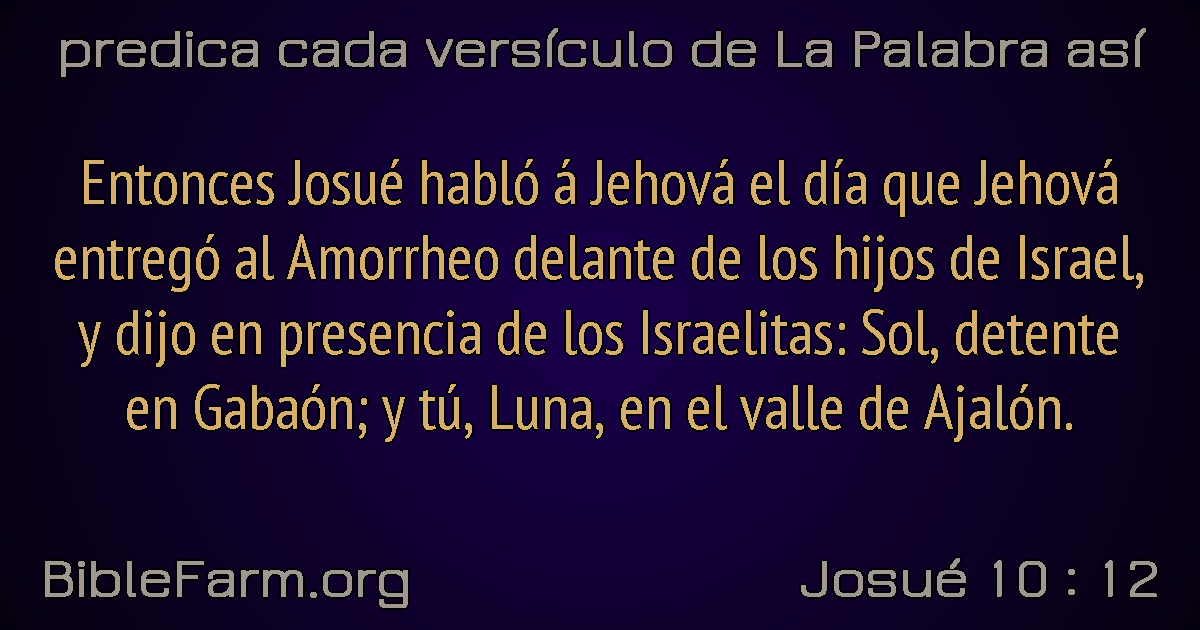 predica cada versículo de La Palabra así
Entonces Josué habló á Jehová el día que Jehová
entregó al Amorrheo delante de los hijos de Israel,
y dijo en presencia de los Israelitas: Sol, detente
en Gabaón; y tú, Luna, en el valle de Ajalón.
BibleFarm.org
Josué 10 : 12